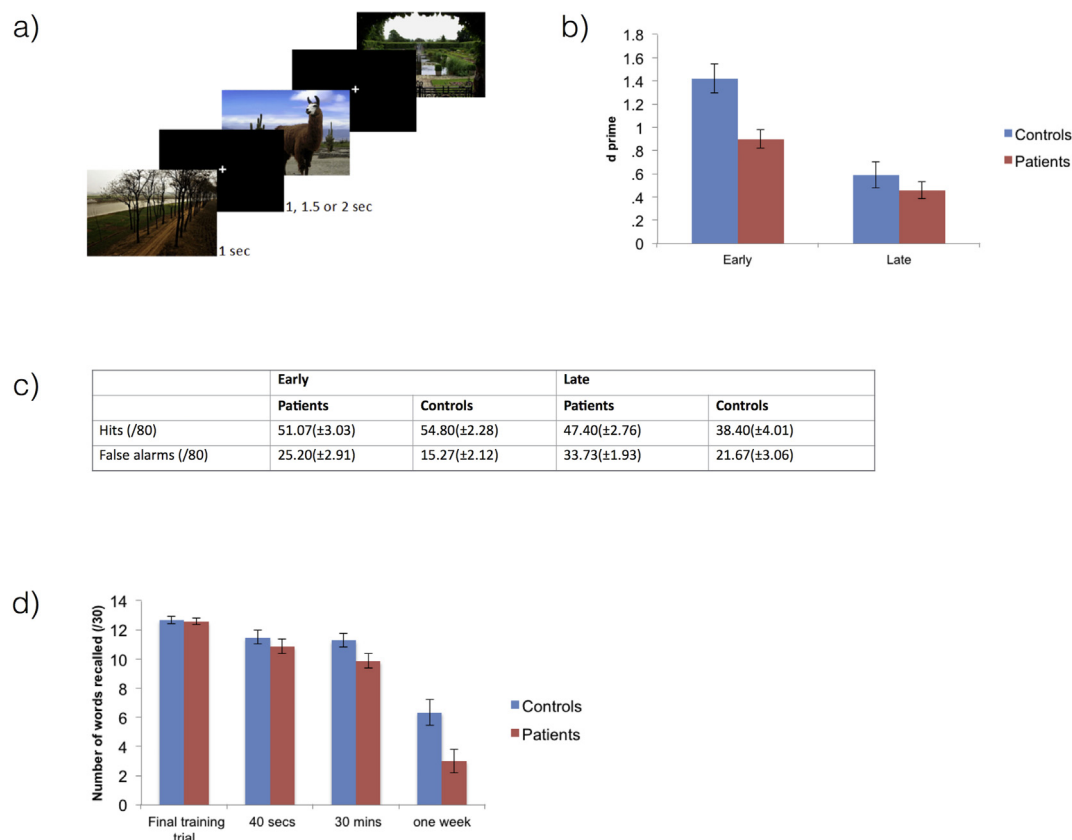 a)
1, 1.5 or 2 sec
1 sec
b)
1.8
1.6
1.4
1.2
1
.8
.6
.4
.2
0
d prime
Early
Late
Controls
Patients
c)
Early Late
Patients Controls Patients Controls
Hits (/80) 51.07(±3.03) 54.80(±2.28) 47.40(±2.76) 38.40(±4.01)
False alarms (/80) 25.20(±2.91) 15.27(±2.12) 33.73(±1.93) 21.67(±3.06)
d)
14
12
10
8
6
4
2
0
Number of words recalled (/30)
Final training
trial
40 secs
30 mins
one week
Controls
Patients